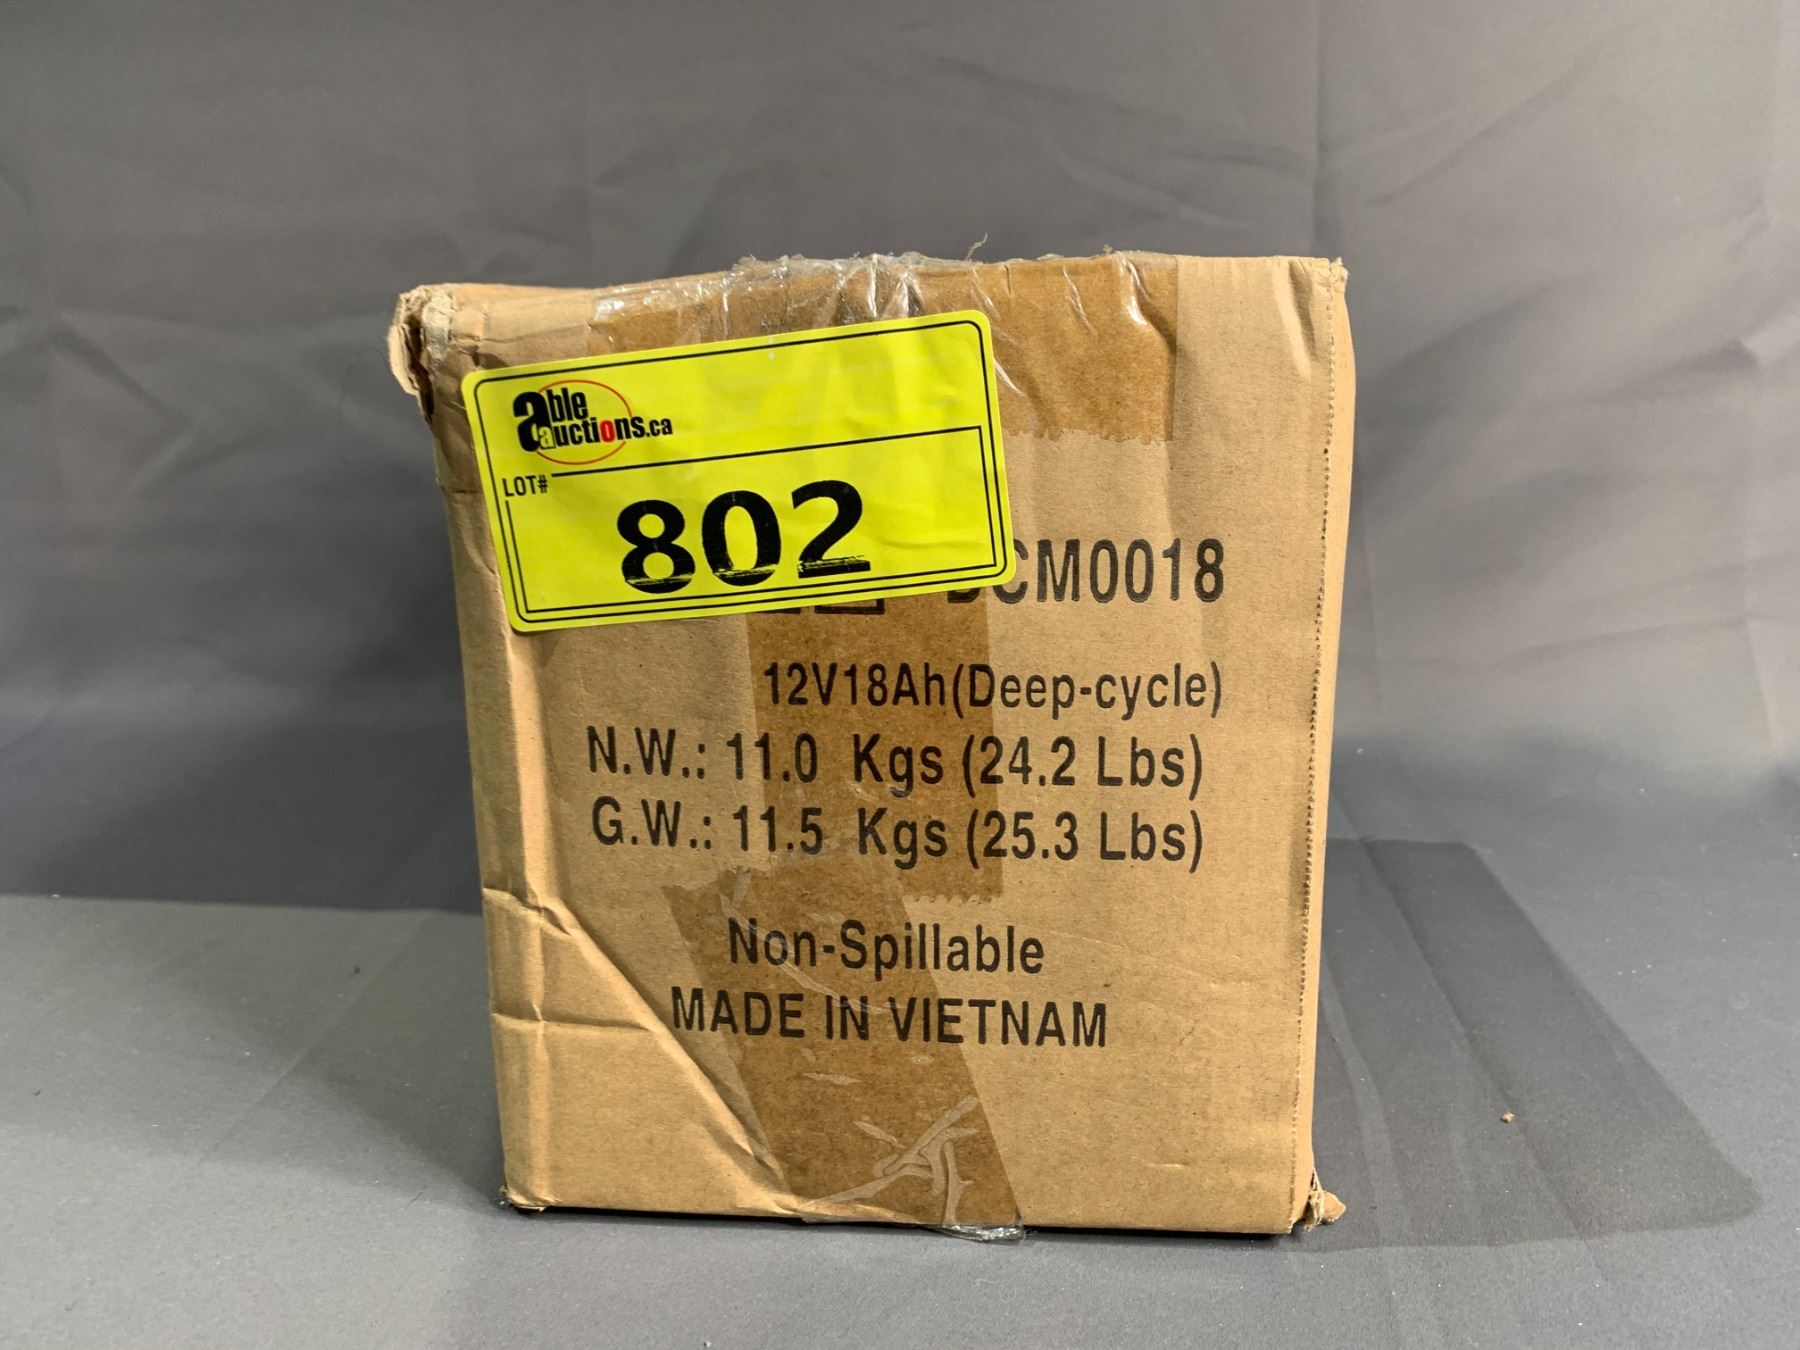 able
auctions.ca
LOT#
802
DCM0018
12V18Ah(Deep-cycle)
N.W.: 11.0 Kgs (24.2 Lbs)
G.W.: 11.5 Kgs (25.3 Lbs)
Non-Spillable
MADE IN VIETNAM